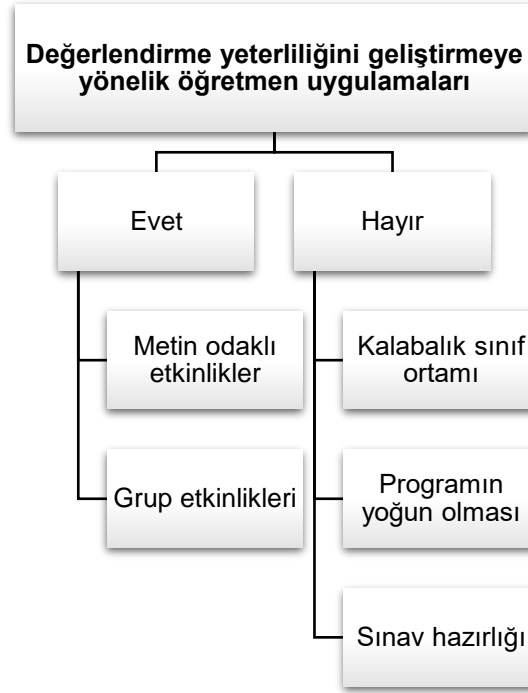 Değerlendirme yeterliliğini geliştirmeye
yönelik öğretmen uygulamaları
Evet
Hayır
Metin odaklı
etkinlikler
Kalabalık sınıf
ortamı
Grup etkinlikleri
Programın
yoğun olması
Sınav hazırlığı